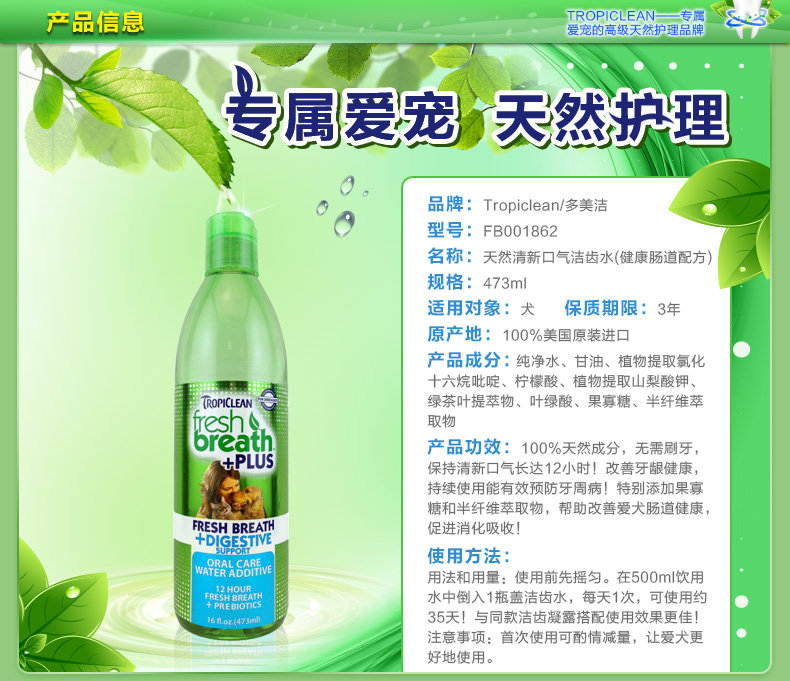 产品信息
TROPICLEAN——专属
爱宠的高级天然护理品牌
专属爱宠 天然护理
品牌：Tropiclean/多美洁
型号：FB001862
名称：天然清新口气洁齿水(健康肠道配方)
规格：473ml
适用对象：犬 保质期限：3年
原产地：100%美国原装进口
产品成分：纯净水、甘油、植物提取氯化
十六烷吡啶、柠檬酸、植物提取山梨酸钾、
绿茶叶提萃物、叶绿酸、果寡糖、半纤维萃
取物
产品功效：100%天然成分，无需刷牙，
保持清新口气长达12小时！改善牙龈健康，
持续使用能有效预防牙周病！特别添加果寡
糖和半纤维萃取物，帮助改善爱犬肠道健康，
促进消化吸收！
使用方法：
用法和用量：使用前先摇匀。在500ml饮用
水中倒入1瓶盖洁齿水，每天1次，可使用约
35天！与同款洁齿凝露搭配使用效果更佳！
注意事项：首次使用可酌情减量，让爱犬更
好地使用。
TROPICLEAN
fresh
breath
+PLUS
FRESH BREATH
+DIGESTIVE
SUPPORT
ORAL CARE
WATER ADDITIVE
12 HOUR
FRESH BREATH
+ PREBIOTICS
16 fl.oz.(473ml)